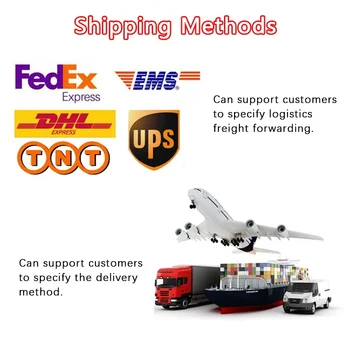 Shipping Methods
FedEx
Express
EMS
DHL
EXPRESS
TNT
UPS
Can support customers
to specify logistics
freight forwarding.
Can support customers
to specify the delivery
method.